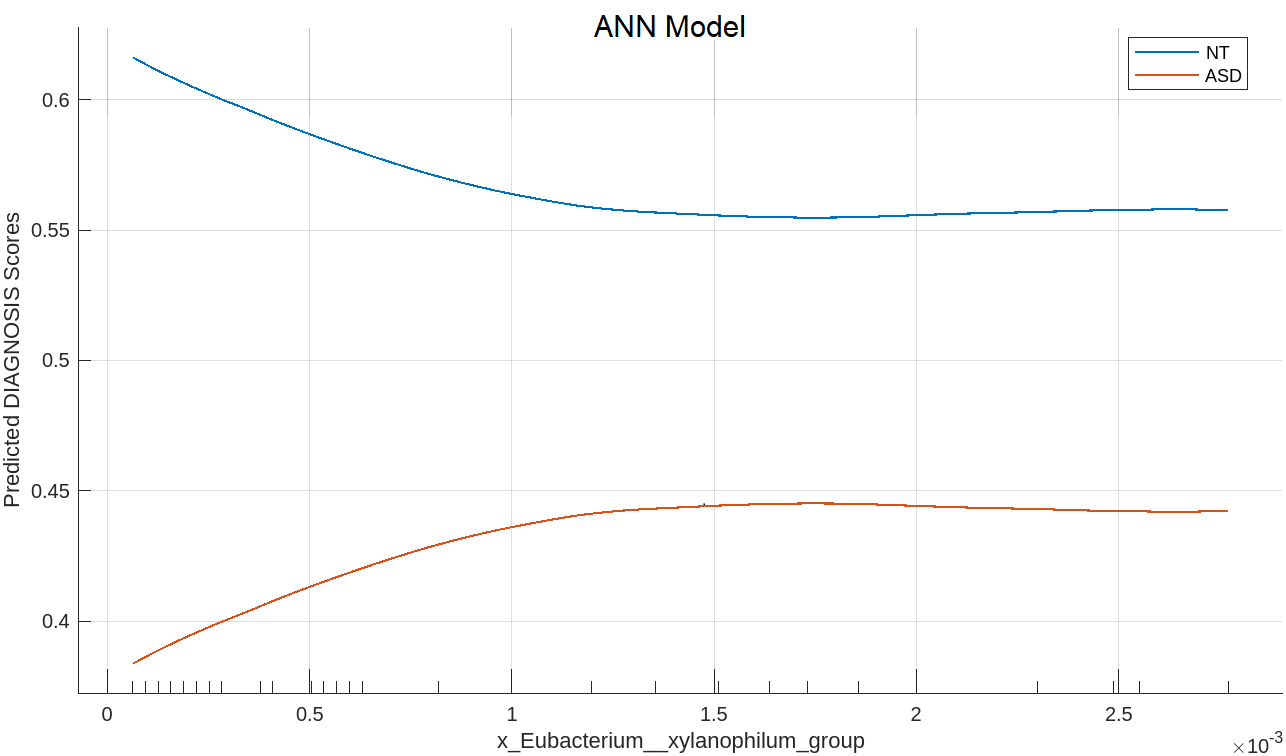 ANN Model
NT
ASD
Predicted DIAGNOSIS Scores
0.6
0.55
0.5
0.45
0.4
0
0.5
1
1.5
2
2.5
x_Eubacterium__xylanophilum_group
×10⁻³